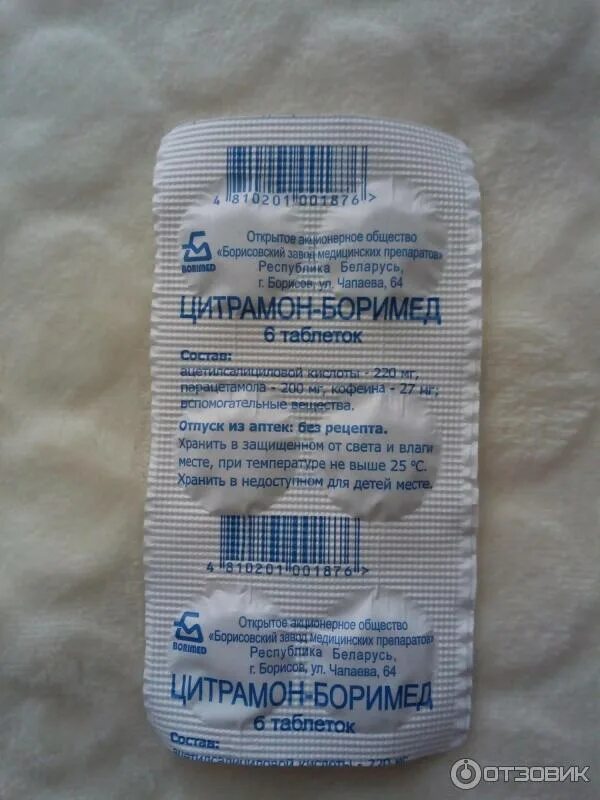 4 810201 001876 >
BORIMED
Открытое акционерное общество
«Борисовский завод медицинских препаратов»
Республика Беларусь,
г. Борисов, ул. Чапаева, 64
ЦИТРАМОН-БОРИМЕД
6 таблеток
Состав:
ацетилсалициловой кислоты - 220 мг,
парацетамола - 200 мг, кофеина - 27 мг;
вспомогательные вещества.
Отпуск из аптек: без рецепта.
Хранить в защищенном от света и влаги
месте, при температуре не выше 25 °С.
Хранить в недоступном для детей месте.
4 810201 001876 >
BORIMED
Открытое акционерное общество
«Борисовский завод медицинских препаратов»
Республика Беларусь,
г. Борисов, ул. Чапаева, 64
ЦИТРАМОН-БОРИМЕД
6 таблеток
Состав:
ацетилсалициловой кислоты - 220 мг,
ОТЗОВИК